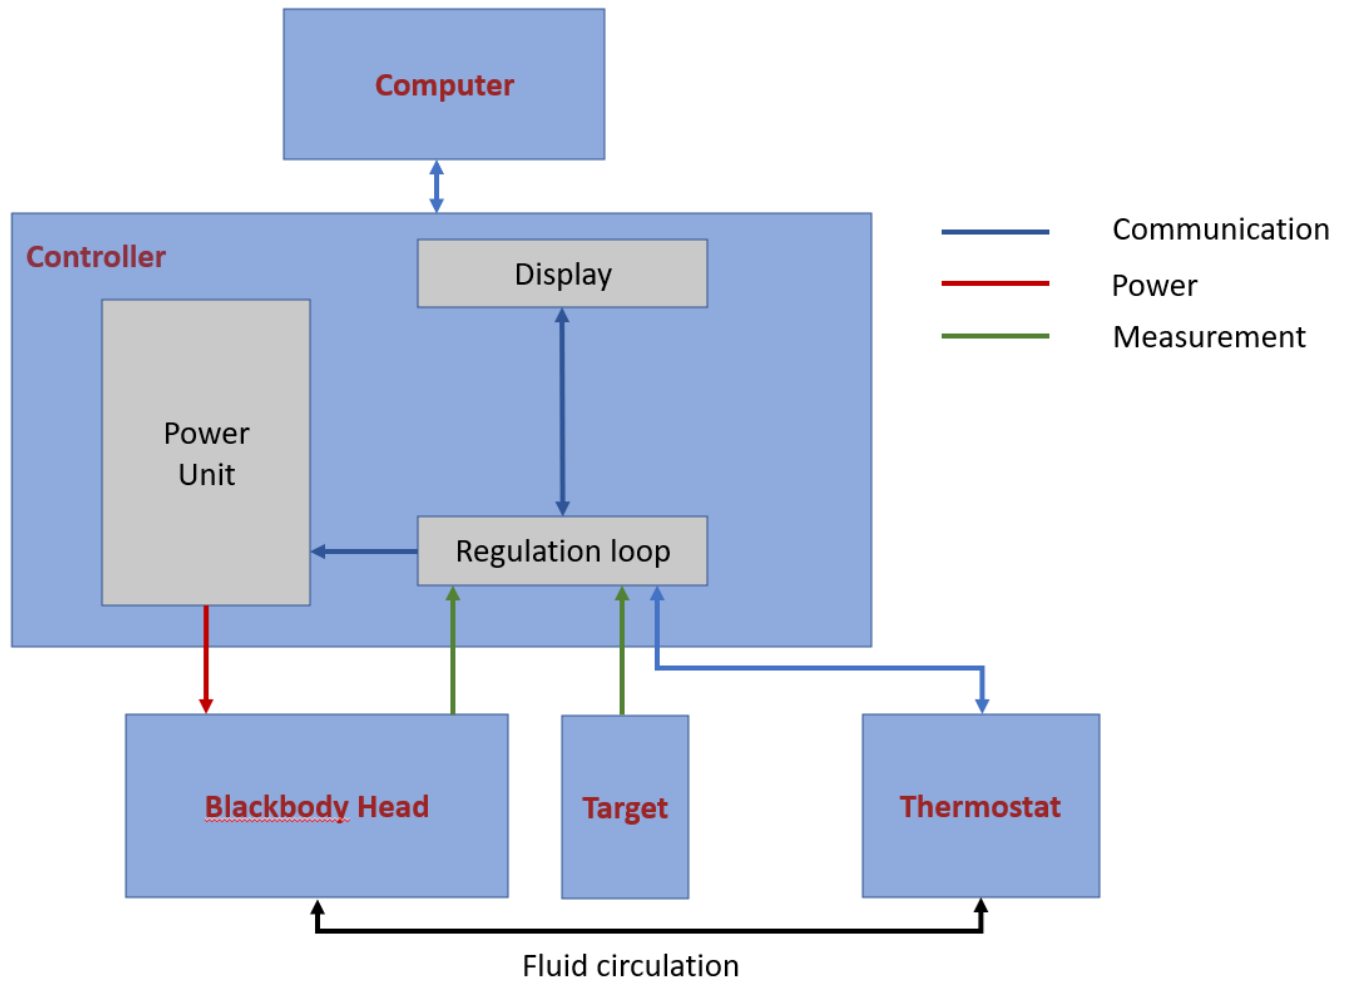 Computer
Controller
Display
Communication
Power
Measurement
Power
Unit
Regulation loop
Blackbody Head
Target
Thermostat
Fluid circulation